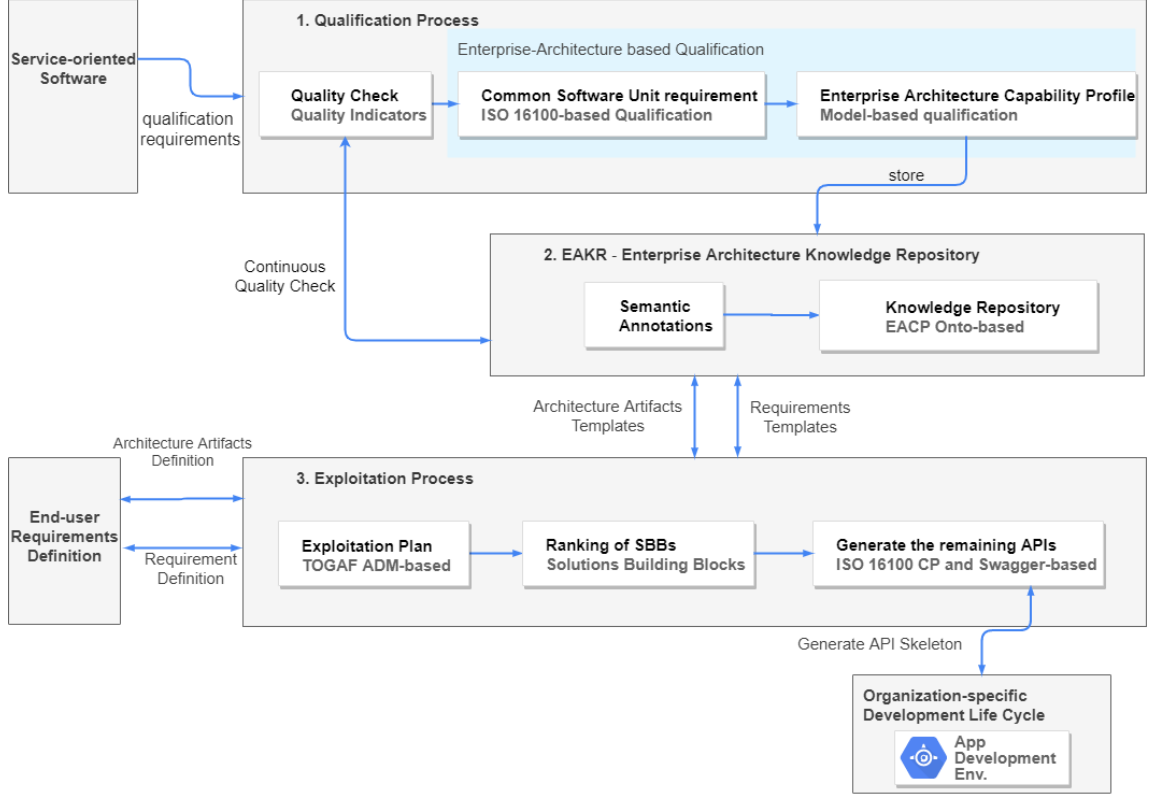 1. Qualification Process
Service-oriented
Software
Enterprise-Architecture based Qualification
Quality Check
Quality Indicators
Common Software Unit requirement
ISO 16100-based Qualification
Enterprise Architecture Capability Profile
Model-based qualification
qualification
requirements
store
2. EAKR - Enterprise Architecture Knowledge Repository
Continuous
Quality Check
Semantic
Annotations
Knowledge Repository
EACP Onto-based
Architecture Artifacts
Templates
Requirements
Templates
Architecture Artifacts
Definition
3. Exploitation Process
End-user
Requirements
Definition
Requirement
Definition
Exploitation Plan
TOGAF ADM-based
Ranking of SBBs
Solutions Building Blocks
Generate the remaining APIs
ISO 16100 CP and Swagger-based
Generate API Skeleton
Organization-specific
Development Life Cycle
App
Development
Env.